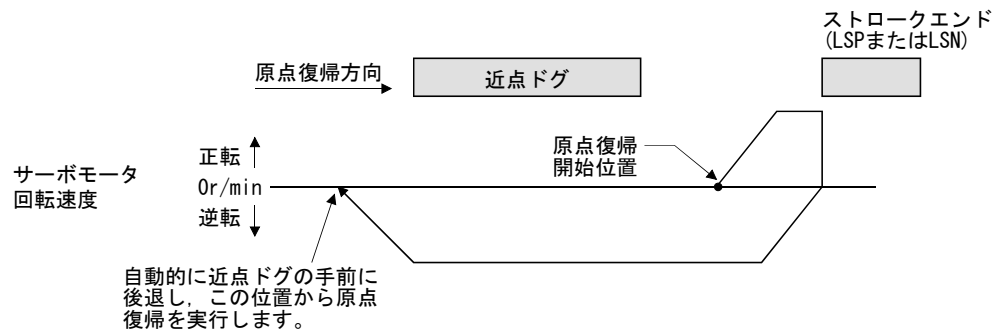 ストロークエンド
(LSPまたはLSN)
原点復帰方向
近点ドグ
原点復帰
開始位置
正転
サーボモータ
回転速度
0r/min
逆転
自動的に近点ドグの手前に
後退し，この位置から原点
復帰を実行します。